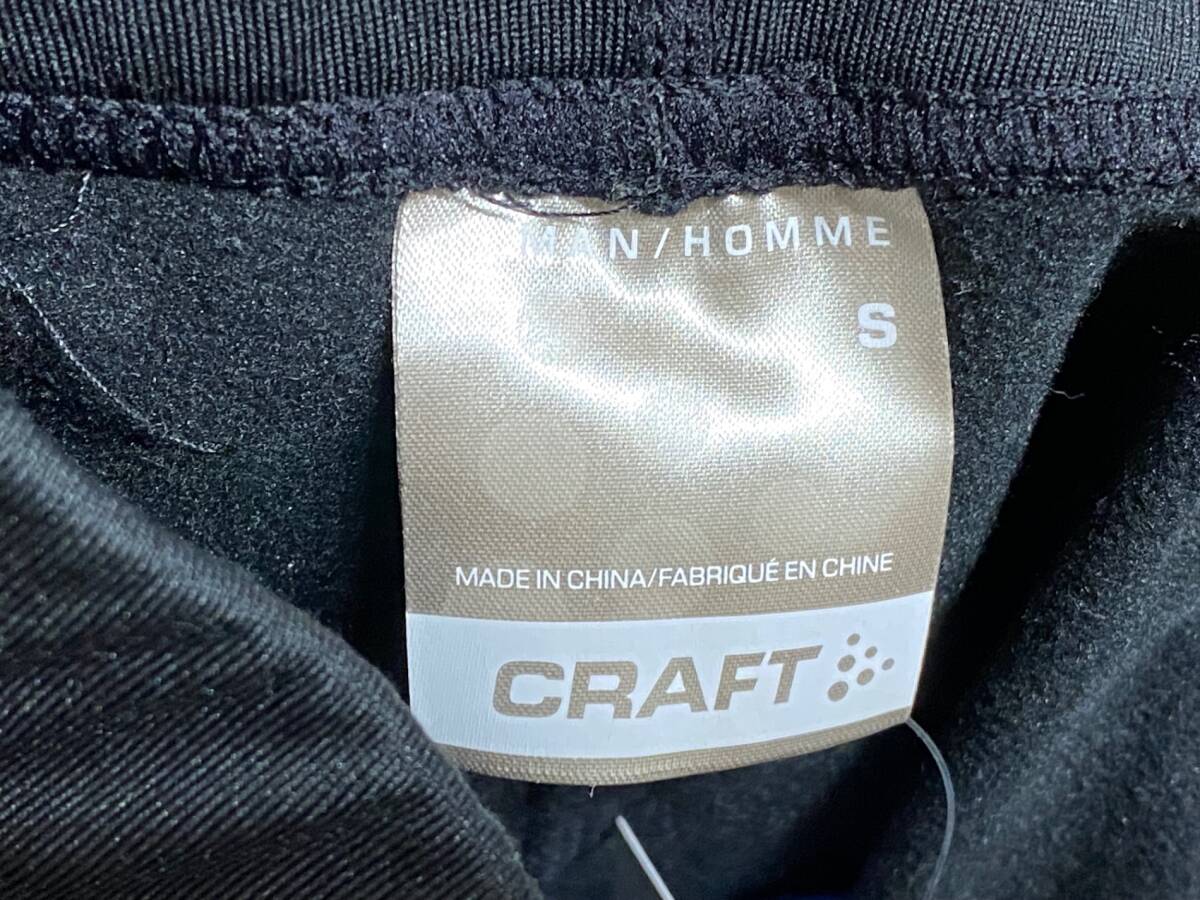 MAN/HOMME
S
MADE IN CHINA/FABRIQUÉ EN CHINE
CRAFT